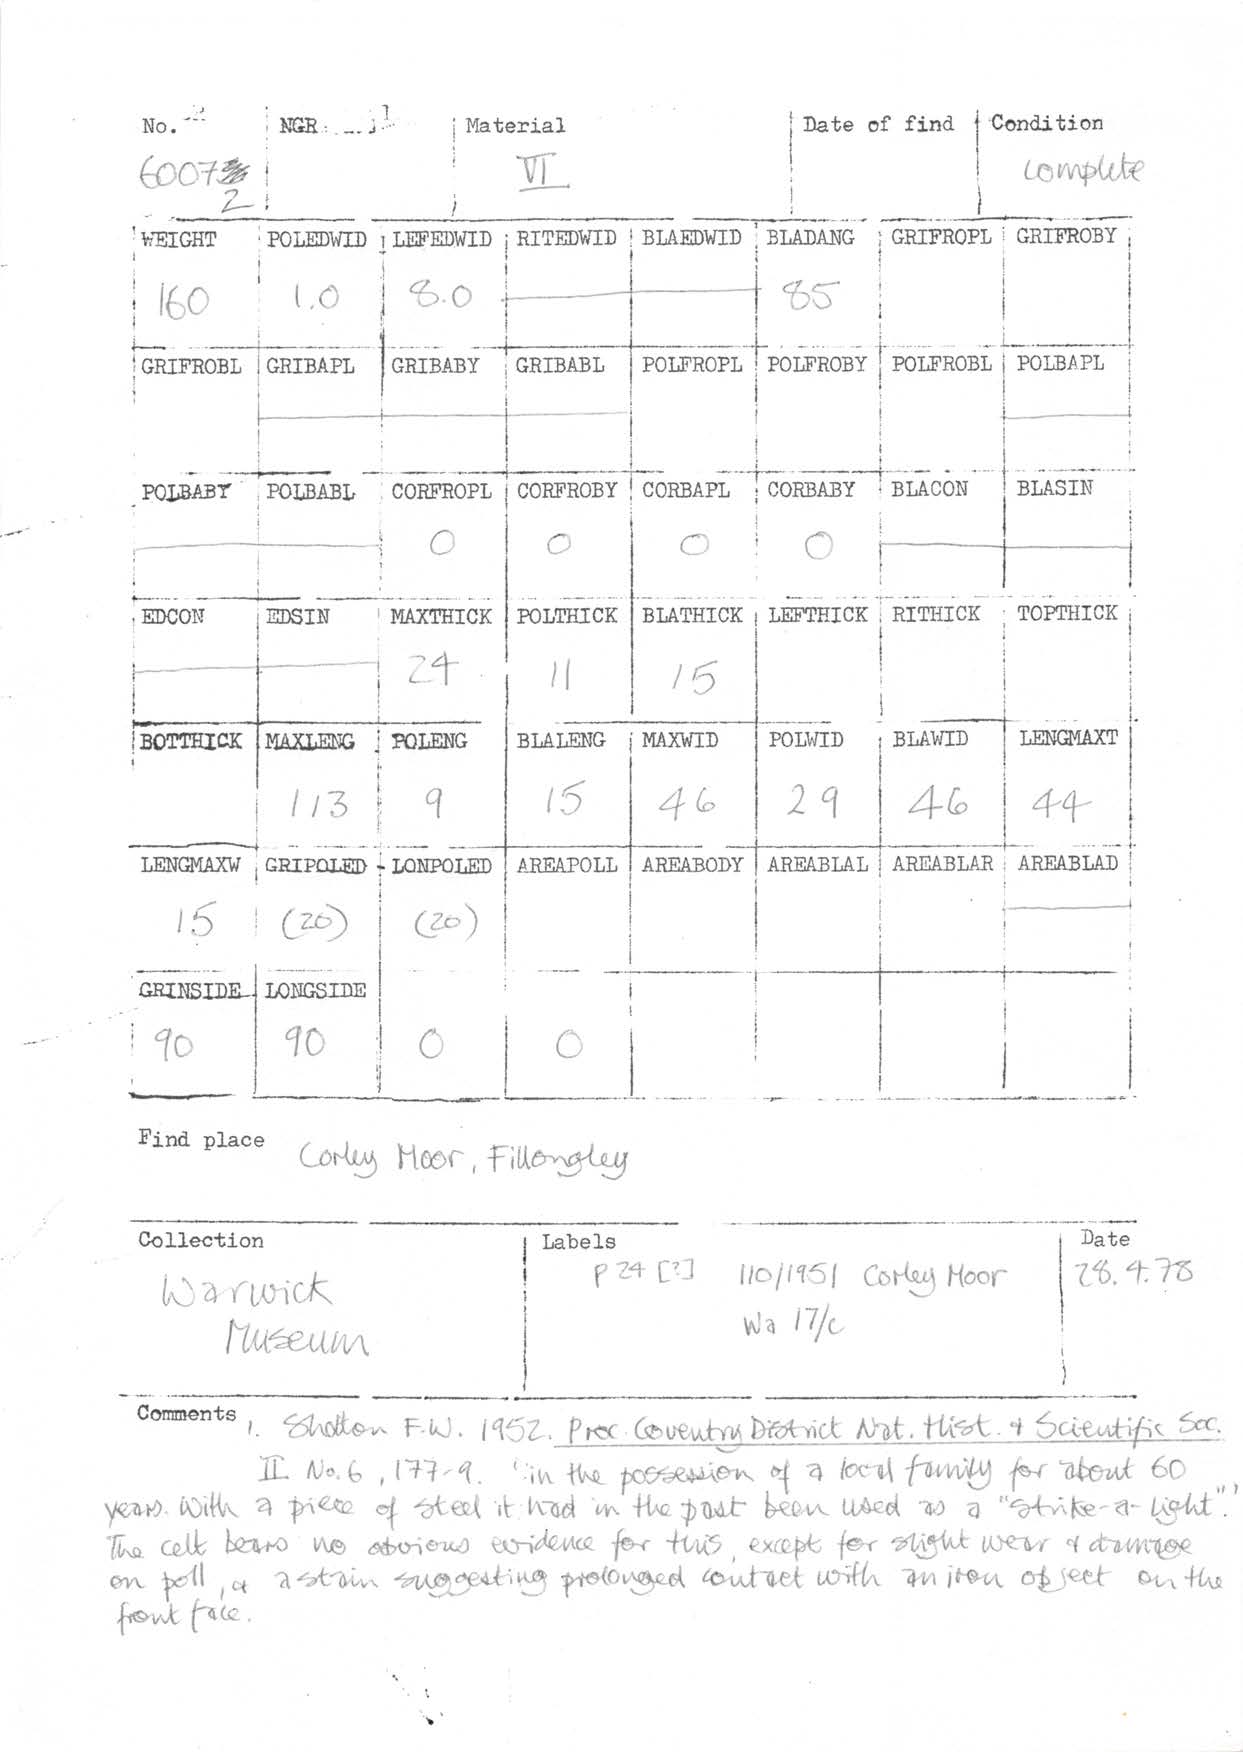 No. NGR Material Date of find Condition
60072 VI complete
WEIGHT POLEDWID LEFEDWID RITEDWID BLAEDWID BLADANG GRIFROPL GRIFROBY
160 1.0 8.0 85
GRIFROBL GRIBAPL GRIBABY GRIBABL POLFROPL POLFROBY POLFROBL POLBAPL
POLBABY POLBABL CORFROPL CORFROBY CORBAPL CORBABY BLACON BLASIN
0 0 0 0
EDCON EDSIN MAXTHICK POLTHICK BLATHICK LEFTHICK RITHICK TOPTHICK
24 11 15
BOTTHICK MAXLENG POLENG BLALENG MAXWID POLWID BLAWID LENGMAXT
113 9 15 46 29 46 44
LENGMAXW GRIPOLED LONPOLED AREAPOLL AREABODY AREABLAL AREABLAR AREABLAD
15 (20) (20)
GRINSIDE LONGSIDE
90 90 0 0
Find place Corley Moor, Fillongley
Collection Labels Date
Warwick P 24 [?] 110/1951 Corley Moor 28.4.78
Museum Wa 17/c
Comments 1. Shotton F.W. 1952. Proc. Coventry District Nat. Hist. & Scientific Soc.
II No. 6, 177-9. 'in the possession of a local family for about 60
years. With a piece of steel it had in the past been used as a "strike-a-light".'
The celt bears no obvious evidence for this, except for slight wear & damage
on poll, & a stain suggesting prolonged contact with an iron object on the
front face.